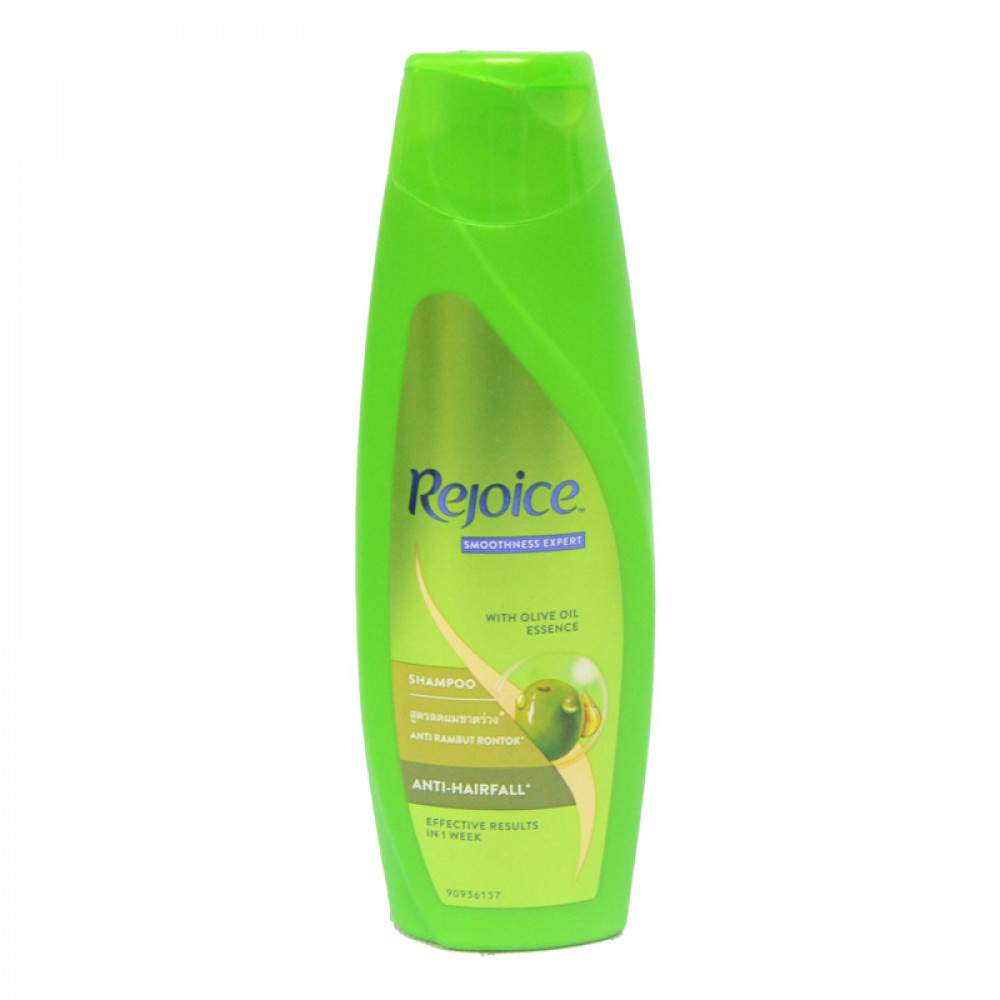 Rejoice™
SMOOTHNESS EXPERT
WITH OLIVE OIL
ESSENCE
SHAMPOO
สูตรลดผมขาดร่วง*
ANTI RAMBUT RONTOK*
ANTI-HAIRFALL*
EFFECTIVE RESULTS
IN 1 WEEK
90936157